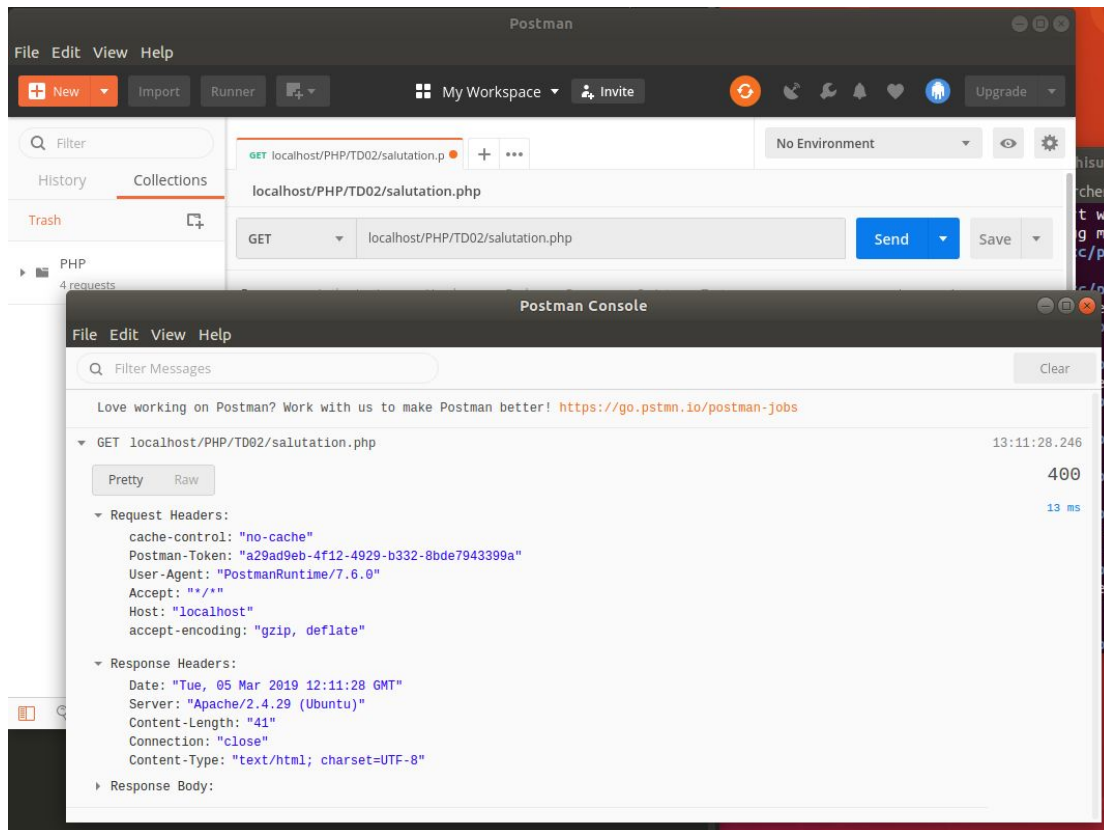 Postman
File Edit View Help
New Import Runner My Workspace Invite Upgrade
Filter
History Collections
GET localhost/PHP/TD02/salutation.p
No Environment
localhost/PHP/TD02/salutation.php
Trash
GET localhost/PHP/TD02/salutation.php Send Save
PHP
4 requests
Postman Console
File Edit View Help
Filter Messages Clear
Love working on Postman? Work with us to make Postman better! https://go.pstmn.io/postman-jobs
GET localhost/PHP/TD02/salutation.php 13:11:28.246
Pretty Raw 400
13 ms
Request Headers:
cache-control: "no-cache"
Postman-Token: "a29ad9eb-4f12-4929-b332-8bde7943399a"
User-Agent: "PostmanRuntime/7.6.0"
Accept: "*/*"
Host: "localhost"
accept-encoding: "gzip, deflate"
Response Headers:
Date: "Tue, 05 Mar 2019 12:11:28 GMT"
Server: "Apache/2.4.29 (Ubuntu)"
Content-Length: "41"
Connection: "close"
Content-Type: "text/html; charset=UTF-8"
Response Body: